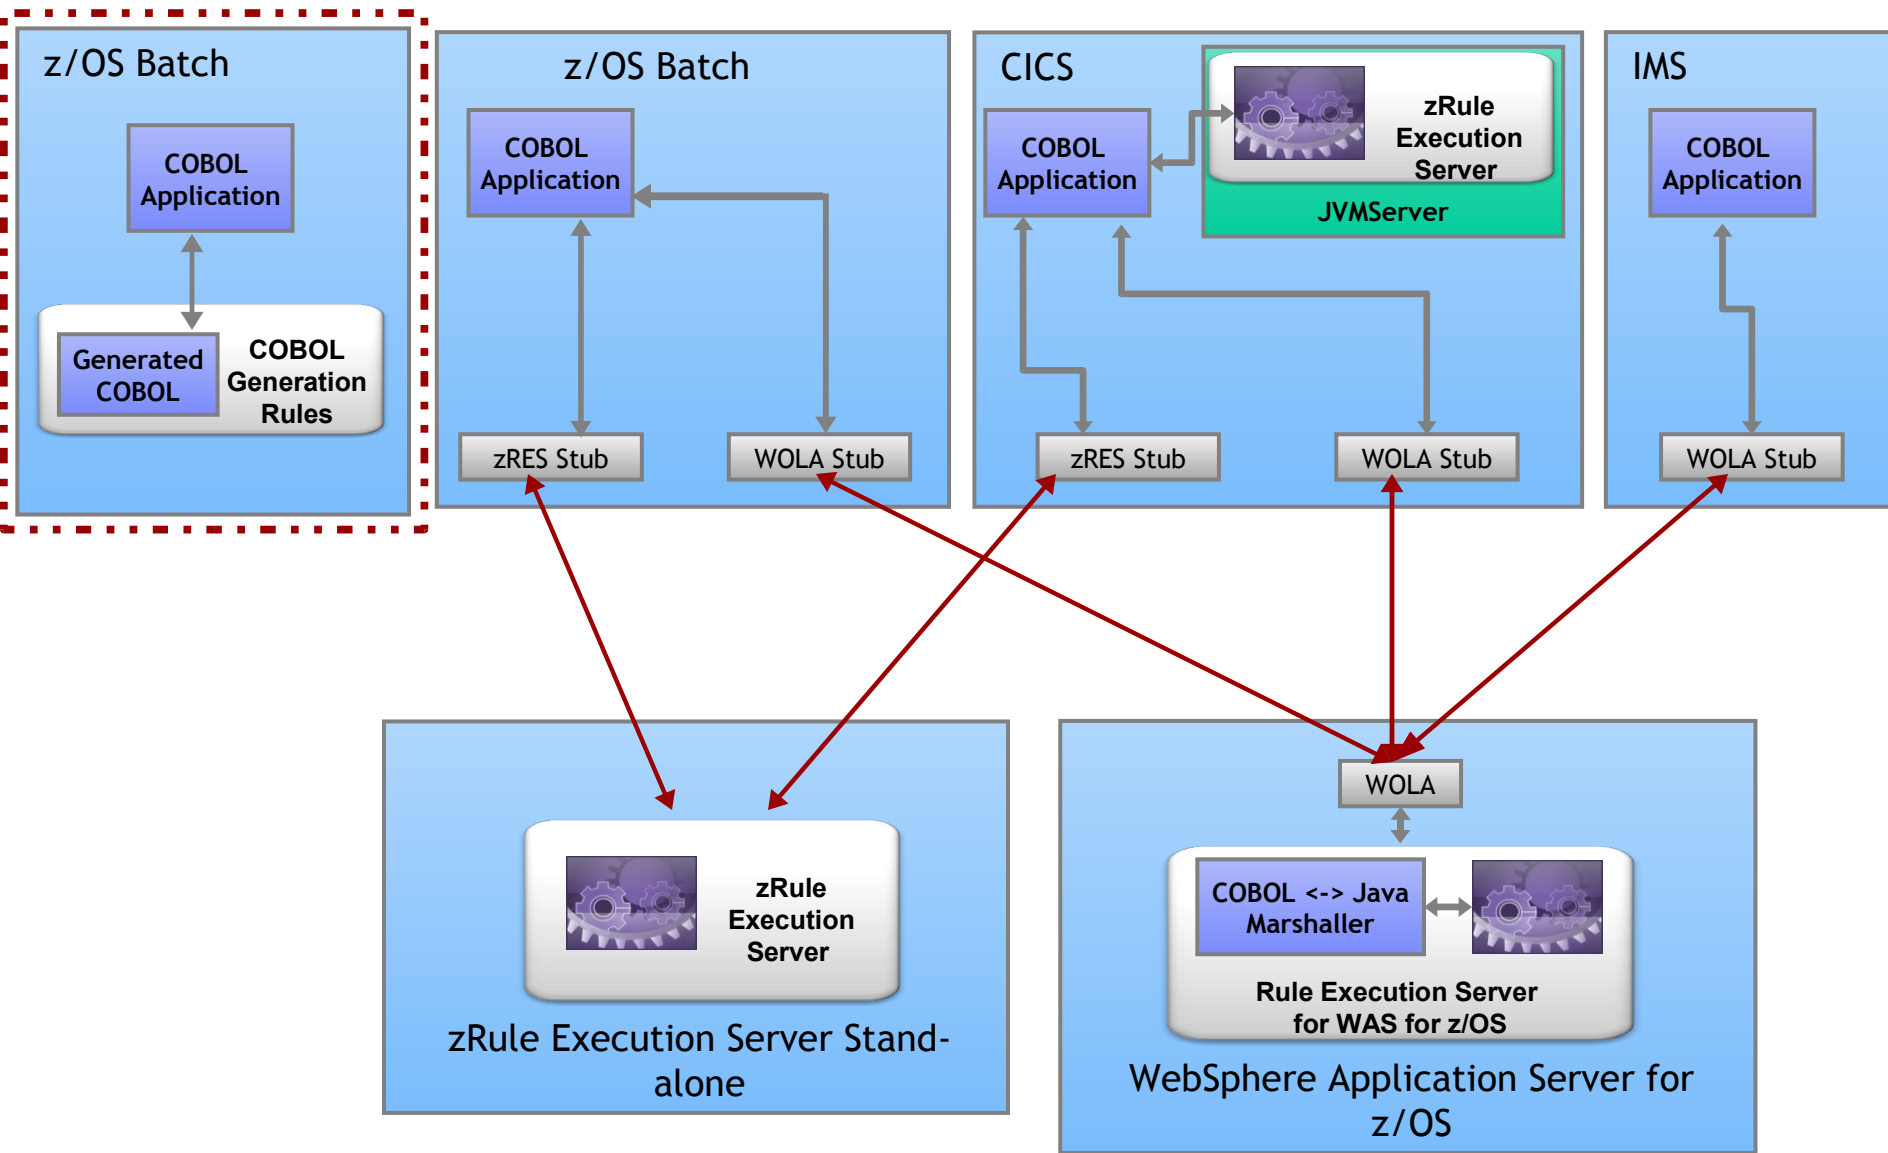 z/OS Batch
COBOL
Application
Generated
COBOL
COBOL
Generation
Rules
z/OS Batch
COBOL
Application
zRES Stub
WOLA Stub
CICS
COBOL
Application
zRule
Execution
Server
JVMServer
zRES Stub
WOLA Stub
IMS
COBOL
Application
WOLA Stub
zRule
Execution
Server
zRule Execution Server Stand-
alone
WOLA
COBOL <-> Java
Marshaller
Rule Execution Server
for WAS for z/OS
WebSphere Application Server for
z/OS